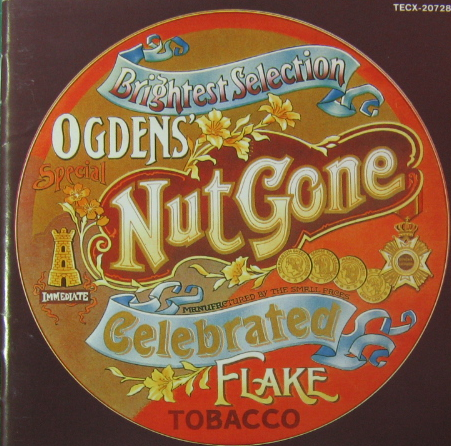 TECX-20728
Brightest Selection
OGDENS'
Special
Nut Gone
IMMEDIATE
MANUFACTURED BY THE SMALL FACES
Celebrated
FLAKE
TOBACCO